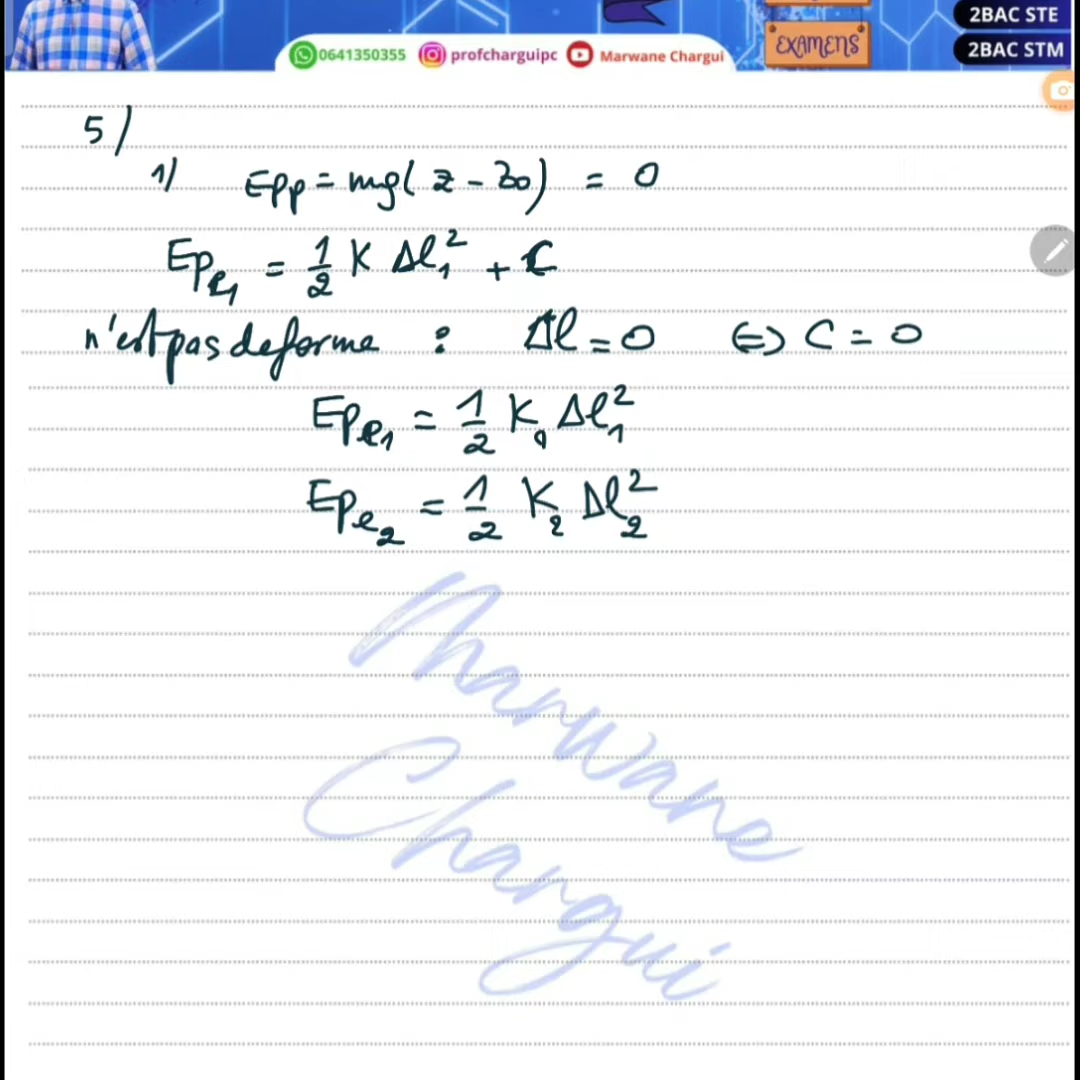 2BAC STE
EXAMENS
2BAC STM
0641350355 profcharguipc Marwane Chargui
5/
1) Epp = mg(z - z0) = 0
Epe1 = 1/2 K Δl1² + C
n'est pas deforme : Δl = 0 ⇔ C = 0
Epe1 = 1/2 K1 Δl1²
Epe2 = 1/2 K2 Δl2²
Marwane
Chargui